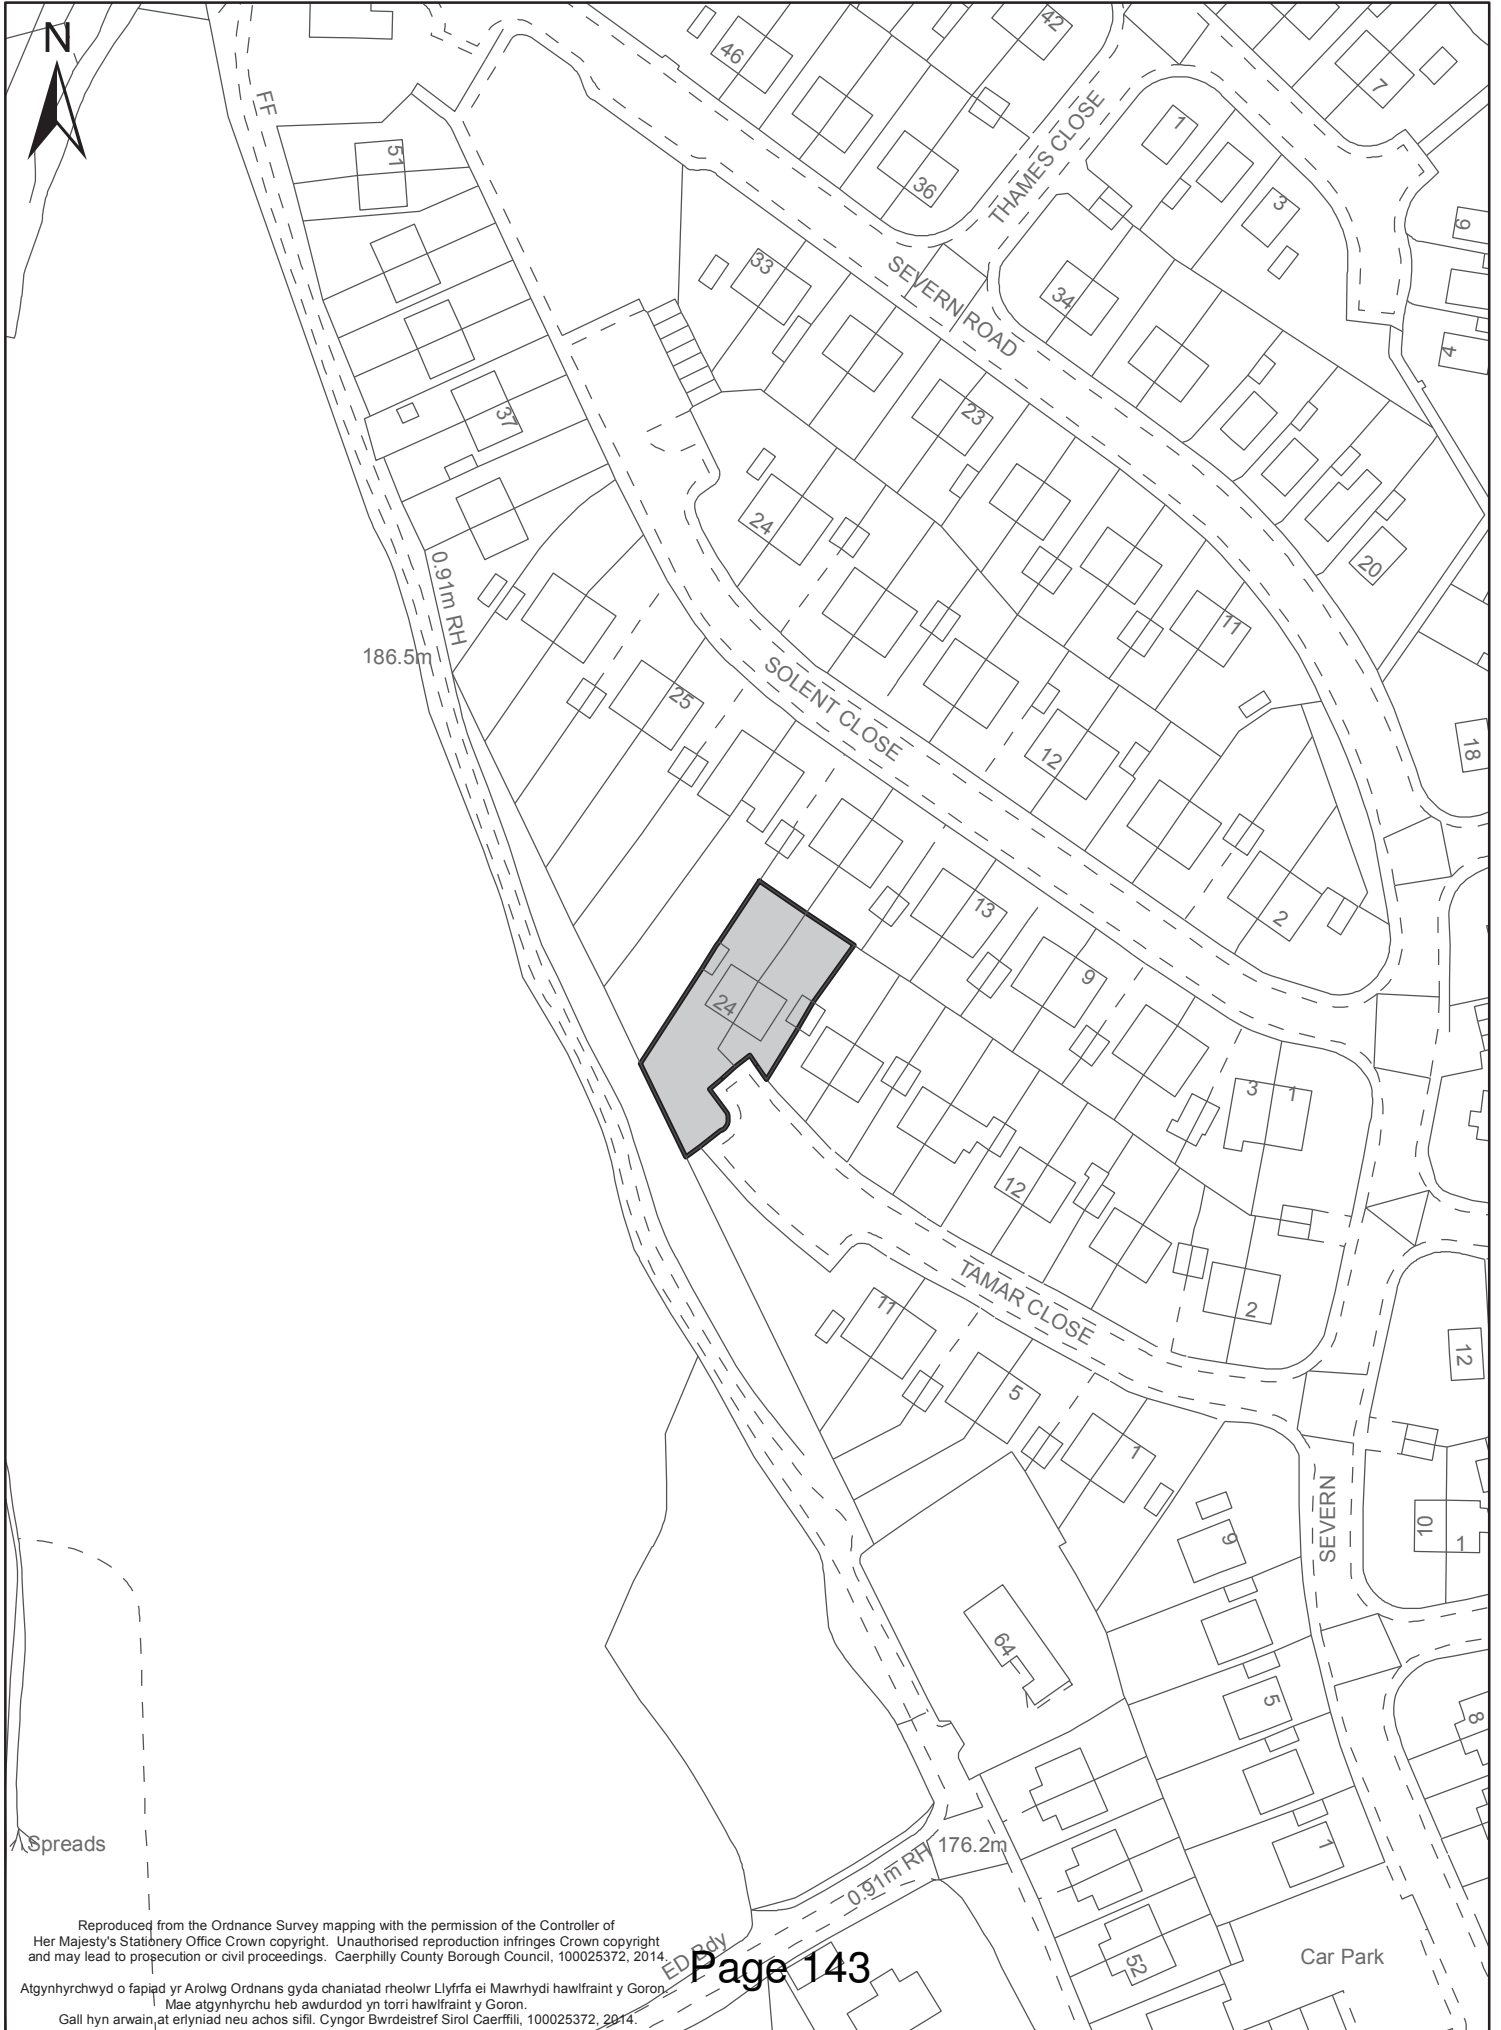 N
42
46
7
FF
1
51
THAMES CLOSE
36
3
9
33
SEVERN ROAD
34
4
37
23
24
20
0.91m RH
11
186.5m
25
SOLENT CLOSE
12
18
13
2
9
24
3 1
12
TAMAR CLOSE
11
2
12
5
1
SEVERN
10
1
9
64
5
8
1
Spreads
176.2m
0.91m RH
52
Car Park
ED Bdy
Reproduced from the Ordnance Survey mapping with the permission of the Controller of
Her Majesty's Stationery Office Crown copyright. Unauthorised reproduction infringes Crown copyright
and may lead to prosecution or civil proceedings. Caerphilly County Borough Council, 100025372, 2014.
Page 143
Atgynhyrchwyd o fapiad yr Arolwg Ordnans gyda chaniatad rheolwr Llyfrfa ei Mawrhydi hawlfraint y Goron.
Mae atgynhyrchu heb awdurdod yn torri hawlfraint y Goron.
Gall hyn arwain at erlyniad neu achos sifil. Cyngor Bwrdeistref Sirol Caerffili, 100025372, 2014.